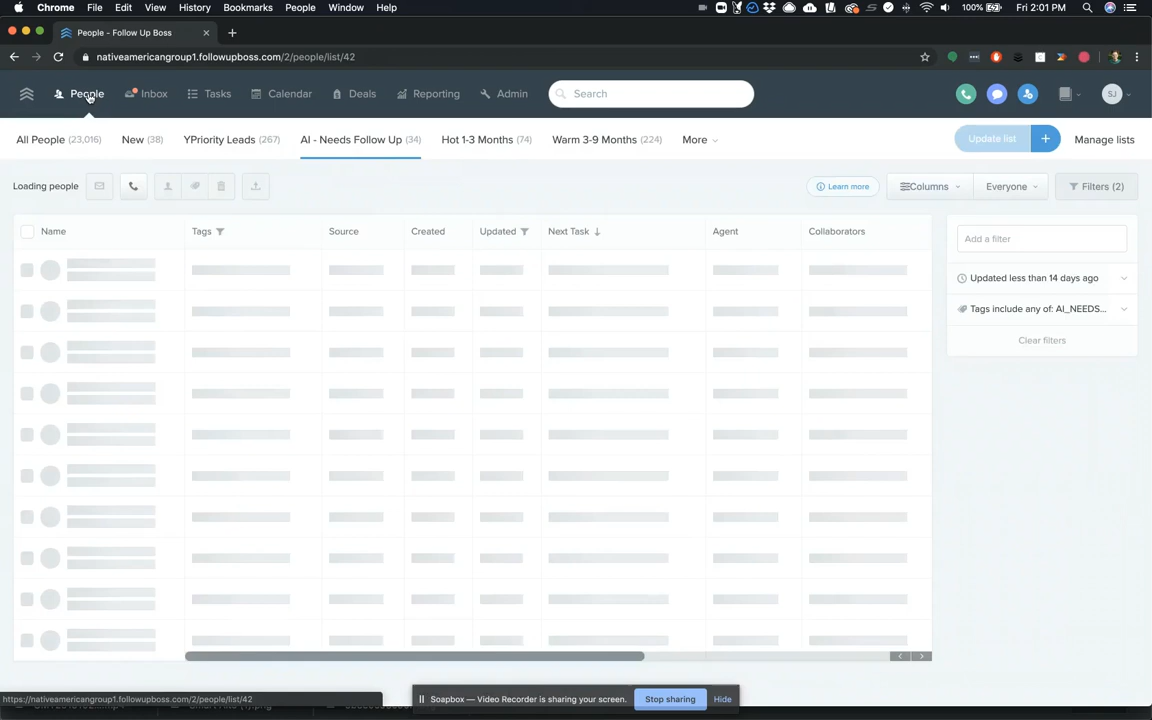 Chrome File Edit View History Bookmarks People Window Help 100% Fri 2:01 PM
People - Follow Up Boss
nativeamericangroup1.followupboss.com/2/people/list/42
People Inbox Tasks Calendar Deals Reporting Admin Search SJ
All People (23,016) New (38) YPriority Leads (267) AI - Needs Follow Up (34) Hot 1-3 Months (74) Warm 3-9 Months (224) More Update list + Manage lists
Loading people Learn more Columns Everyone Filters (2)
Name Tags Source Created Updated Next Task Agent Collaborators
Add a filter
Updated less than 14 days ago
Tags include any of: AI_NEEDS...
Clear filters
https://nativeamericangroup1.followupboss.com/2/people/list/42
Soapbox — Video Recorder is sharing your screen. Stop sharing Hide